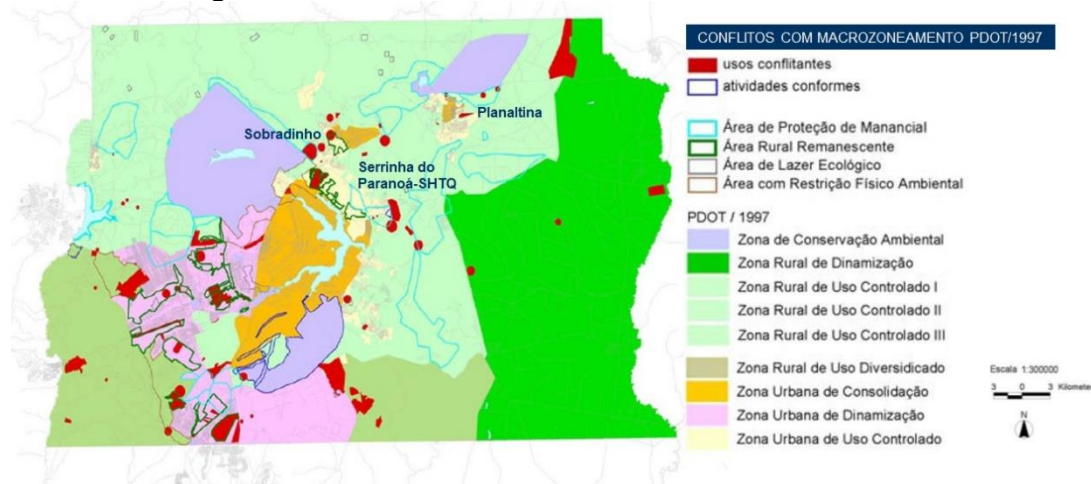 Sobradinho
Planaltina
Serrinha do
Paranoá-SHTQ
CONFLITOS COM MACROZONEAMENTO PDOT/1997
usos conflitantes
atividades conformes
Área de Proteção de Manancial
Área Rural Remanescente
Área de Lazer Ecológico
Área com Restrição Físico Ambiental
PDOT / 1997
Zona de Conservação Ambiental
Zona Rural de Dinamização
Zona Rural de Uso Controlado I
Zona Rural de Uso Controlado II
Zona Rural de Uso Controlado III
Zona Rural de Uso Diversidicado
Zona Urbana de Consolidação
Zona Urbana de Dinamização
Zona Urbana de Uso Controlado
Escala 1:300000
3 0 3 Kilometer
N